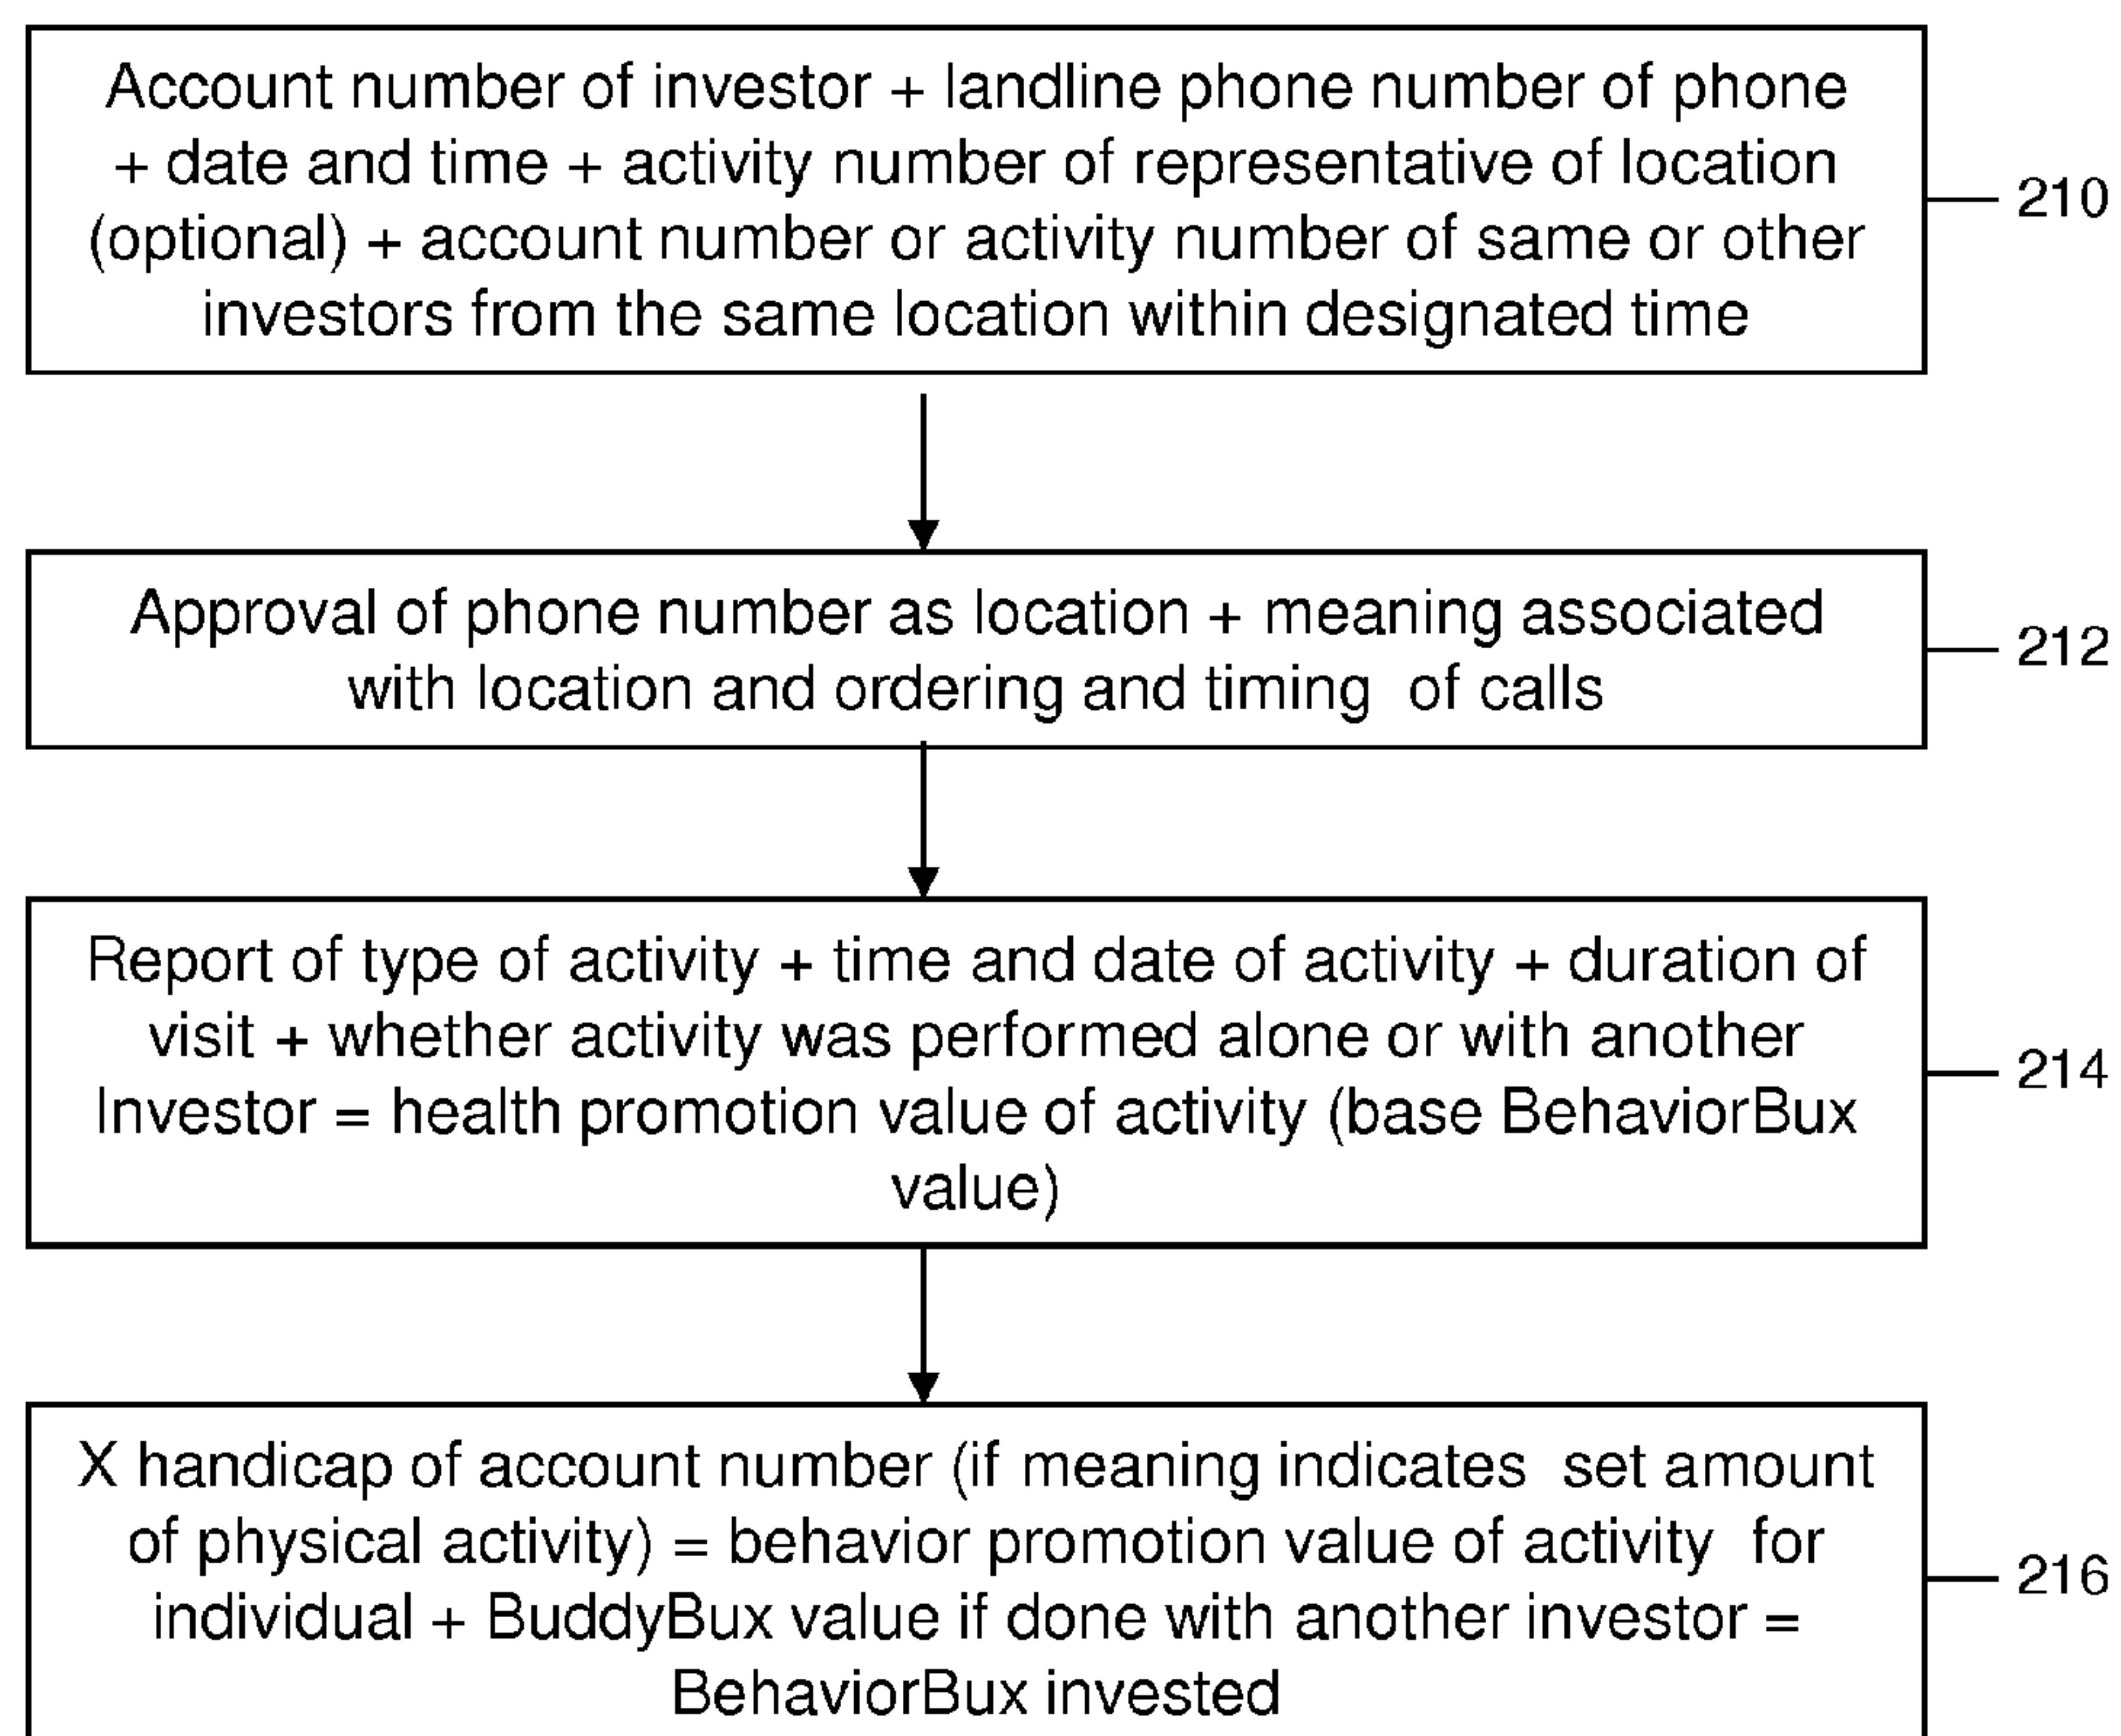 Account number of investor + landline phone number of phone
+ date and time + activity number of representative of location
(optional) + account number or activity number of same or other
investors from the same location within designated time
210
Approval of phone number as location + meaning associated
with location and ordering and timing of calls
212
Report of type of activity + time and date of activity + duration of
visit + whether activity was performed alone or with another
Investor = health promotion value of activity (base BehaviorBux
value)
214
X handicap of account number (if meaning indicates set amount
of physical activity) = behavior promotion value of activity for
individual + BuddyBux value if done with another investor =
BehaviorBux invested
216